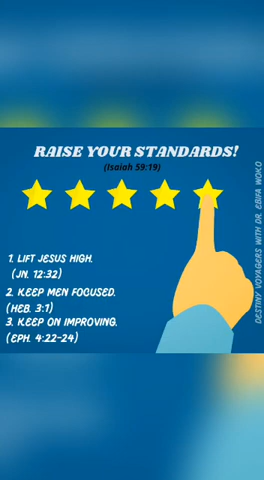 RAISE YOUR STANDARDS!
(Isaiah 59:19)
1. LIFT JESUS HIGH.
(JN. 12:32)
2. KEEP MEN FOCUSED.
(HEB. 3:1)
3. KEEP ON IMPROVING.
(EPH. 4:22-24)
DESTINY VOYAGERS WITH DR. EBIFA WOKO